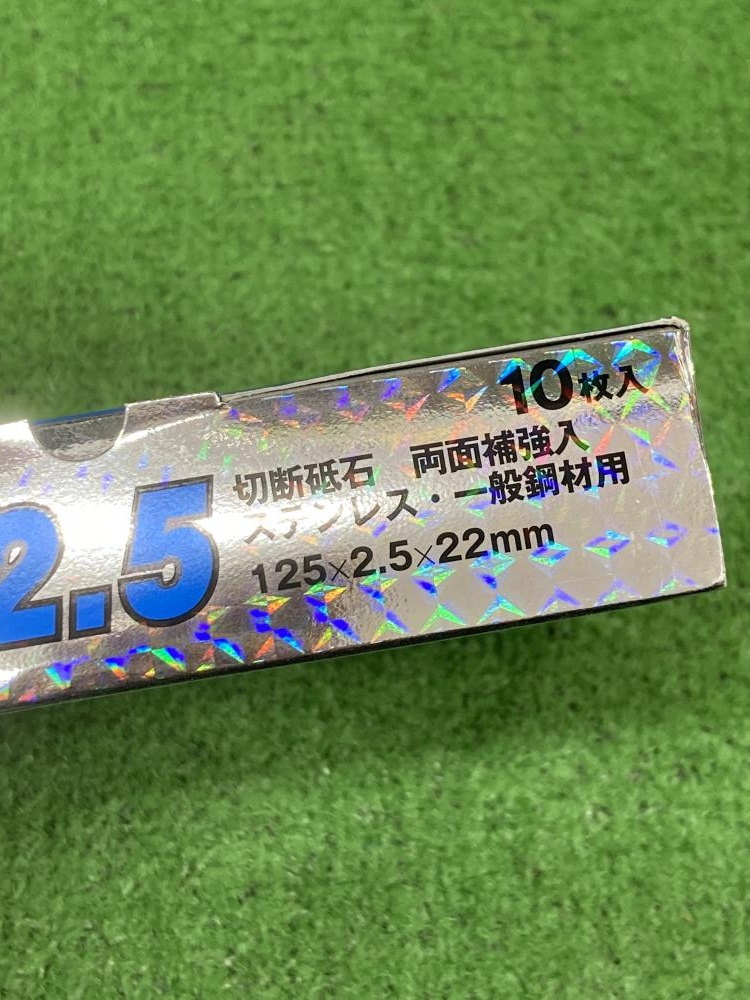 10枚入
2.5
切断砥石 両面補強入
ステンレス・一般鋼材用
125×2.5×22mm